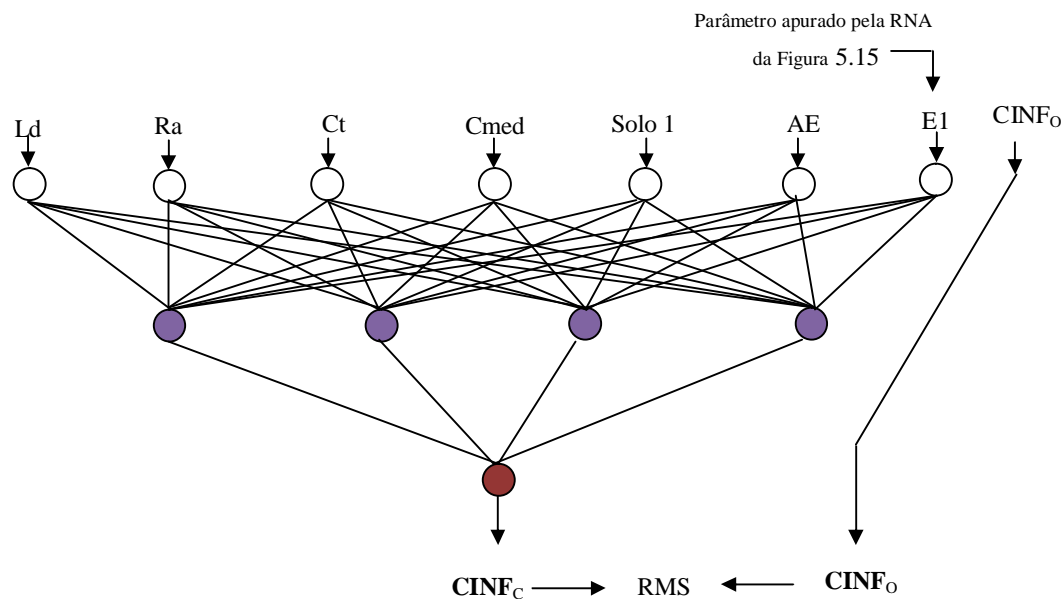 Parâmetro apurado pela RNA
da Figura 5.15
Ld Ra Ct Cmed Solo 1 AE E1 CINFO
CINFC RMS CINFO